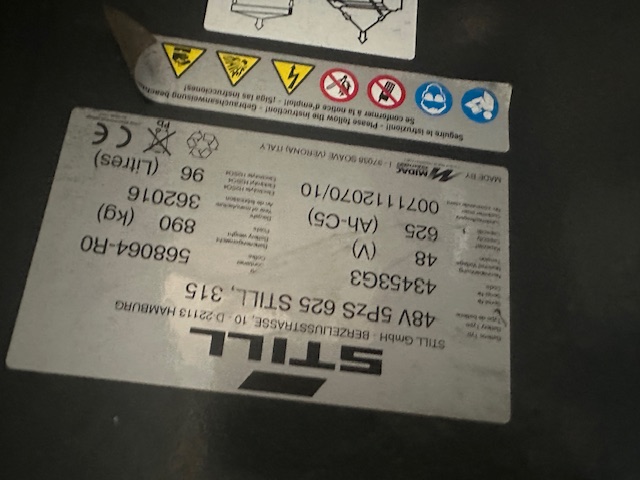 STILL
STILL GmbH · BERZELIUSSTRASSE, 10 · D-22113 HAMBURG
48V 5PzS 625 STILL, 315
43453G3
568064-R0
48 (V)
890 (kg)
625 (Ah-C5)
362016
0071112070/10
96 (Litres)
MADE BY MIDAC I - 37038 SOAVE (VERONA) ITALY
Pb
CE
Seguire le istruzioni! · Please follow the instruction! · Gebrauchsanweisung beachten
Se conformer à la notice d'emploi! · ¡Siga las instrucciones!